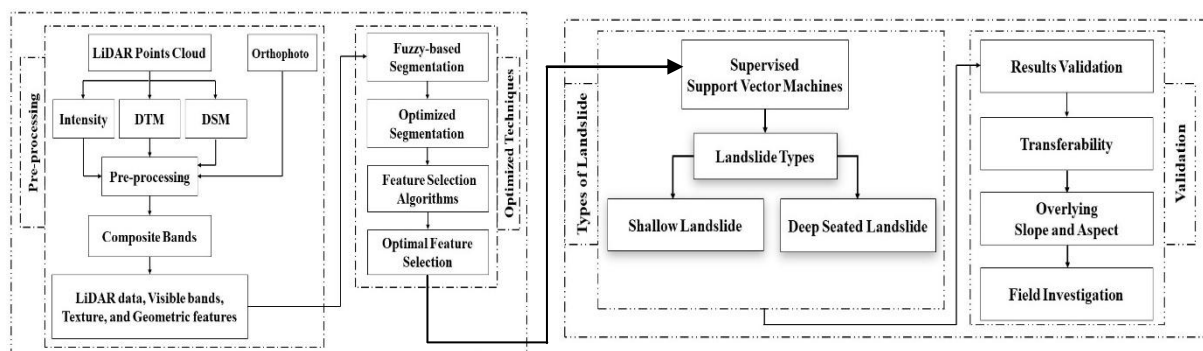 Pre-processing
LiDAR Points Cloud
Orthophoto
Intensity
DTM
DSM
Pre-processing
Composite Bands
LiDAR data, Visible bands,
Texture, and Geometric features
Fuzzy-based
Segmentation
Optimized
Segmentation
Feature Selection
Algorithms
Optimal Feature
Selection
Optimized Techniques
Types of Landslide
Supervised
Support Vector Machines
Landslide Types
Shallow Landslide
Deep Seated Landslide
Results Validation
Transferability
Overlying
Slope and Aspect
Field Investigation
Validation